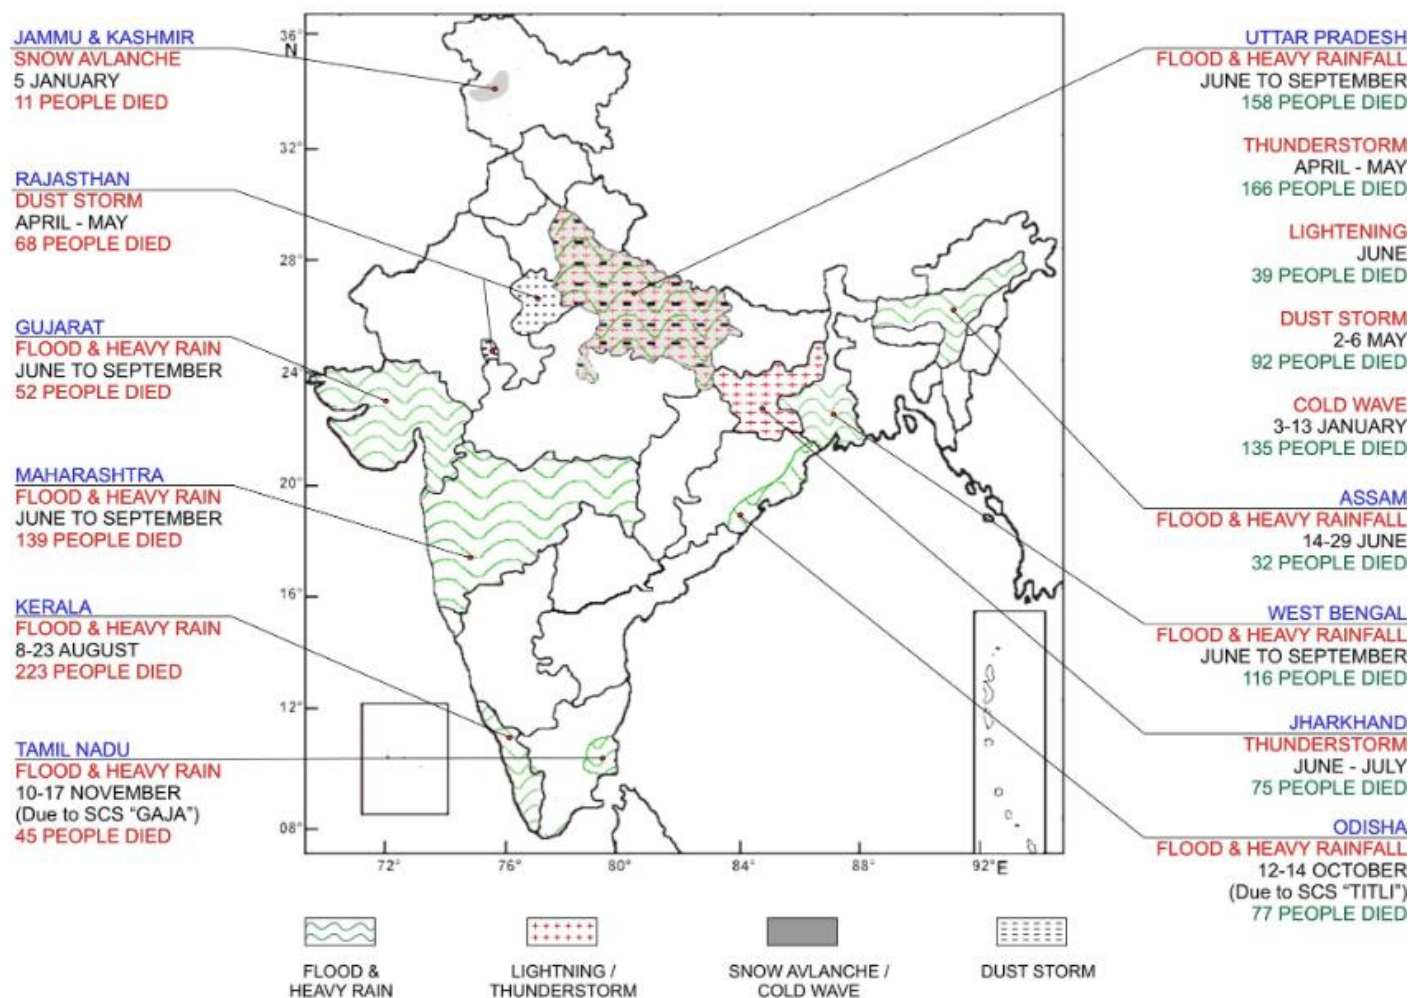 JAMMU & KASHMIR
SNOW AVLANCHE
5 JANUARY
11 PEOPLE DIED
RAJASTHAN
DUST STORM
APRIL - MAY
68 PEOPLE DIED
GUJARAT
FLOOD & HEAVY RAIN
JUNE TO SEPTEMBER
52 PEOPLE DIED
MAHARASHTRA
FLOOD & HEAVY RAIN
JUNE TO SEPTEMBER
139 PEOPLE DIED
KERALA
FLOOD & HEAVY RAIN
8-23 AUGUST
223 PEOPLE DIED
TAMIL NADU
FLOOD & HEAVY RAIN
10-17 NOVEMBER
(Due to SCS “GAJA”)
45 PEOPLE DIED
36°
N
32°
28°
24
20°
16°
12°
08°
72°
76°
80°
84°
88°
92°E
UTTAR PRADESH
FLOOD & HEAVY RAINFALL
JUNE TO SEPTEMBER
158 PEOPLE DIED
THUNDERSTORM
APRIL - MAY
166 PEOPLE DIED
LIGHTENING
JUNE
39 PEOPLE DIED
DUST STORM
2-6 MAY
92 PEOPLE DIED
COLD WAVE
3-13 JANUARY
135 PEOPLE DIED
ASSAM
FLOOD & HEAVY RAINFALL
14-29 JUNE
32 PEOPLE DIED
WEST BENGAL
FLOOD & HEAVY RAINFALL
JUNE TO SEPTEMBER
116 PEOPLE DIED
JHARKHAND
THUNDERSTORM
JUNE - JULY
75 PEOPLE DIED
ODISHA
FLOOD & HEAVY RAINFALL
12-14 OCTOBER
(Due to SCS “TITLI”)
77 PEOPLE DIED
FLOOD &
HEAVY RAIN
LIGHTNING /
THUNDERSTORM
SNOW AVLANCHE /
COLD WAVE
DUST STORM